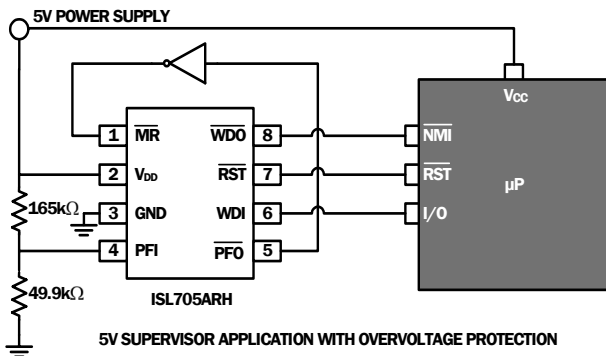 5V POWER SUPPLY
VCC
1 MR WDO 8 NMI
2 VDD RST 7 RST µP
165kΩ 3 GND WDI 6 I/O
4 PFI PFO 5
49.9kΩ
ISL705ARH
5V SUPERVISOR APPLICATION WITH OVERVOLTAGE PROTECTION